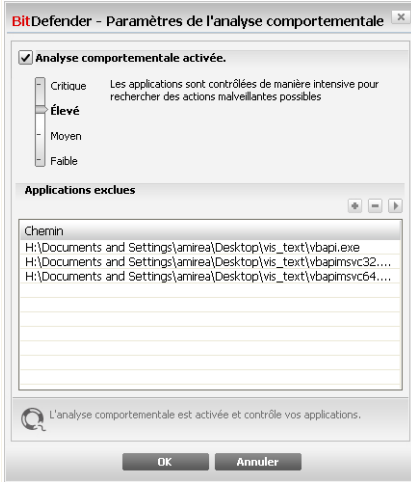 BitDefender - Paramètres de l'analyse comportementale
Analyse comportementale activée.
Critique
Les applications sont contrôlées de manière intensive pour
rechercher des actions malveillantes possibles
Élevé
Moyen
Faible
Applications exclues
Chemin
H:\Documents and Settings\amirea\Desktop\vis_text\vbapi.exe
H:\Documents and Settings\amirea\Desktop\vis_text\vbapimsvc32....
H:\Documents and Settings\amirea\Desktop\vis_text\vbapimsvc64....
L'analyse comportementale est activée et contrôle vos applications.
OK Annuler